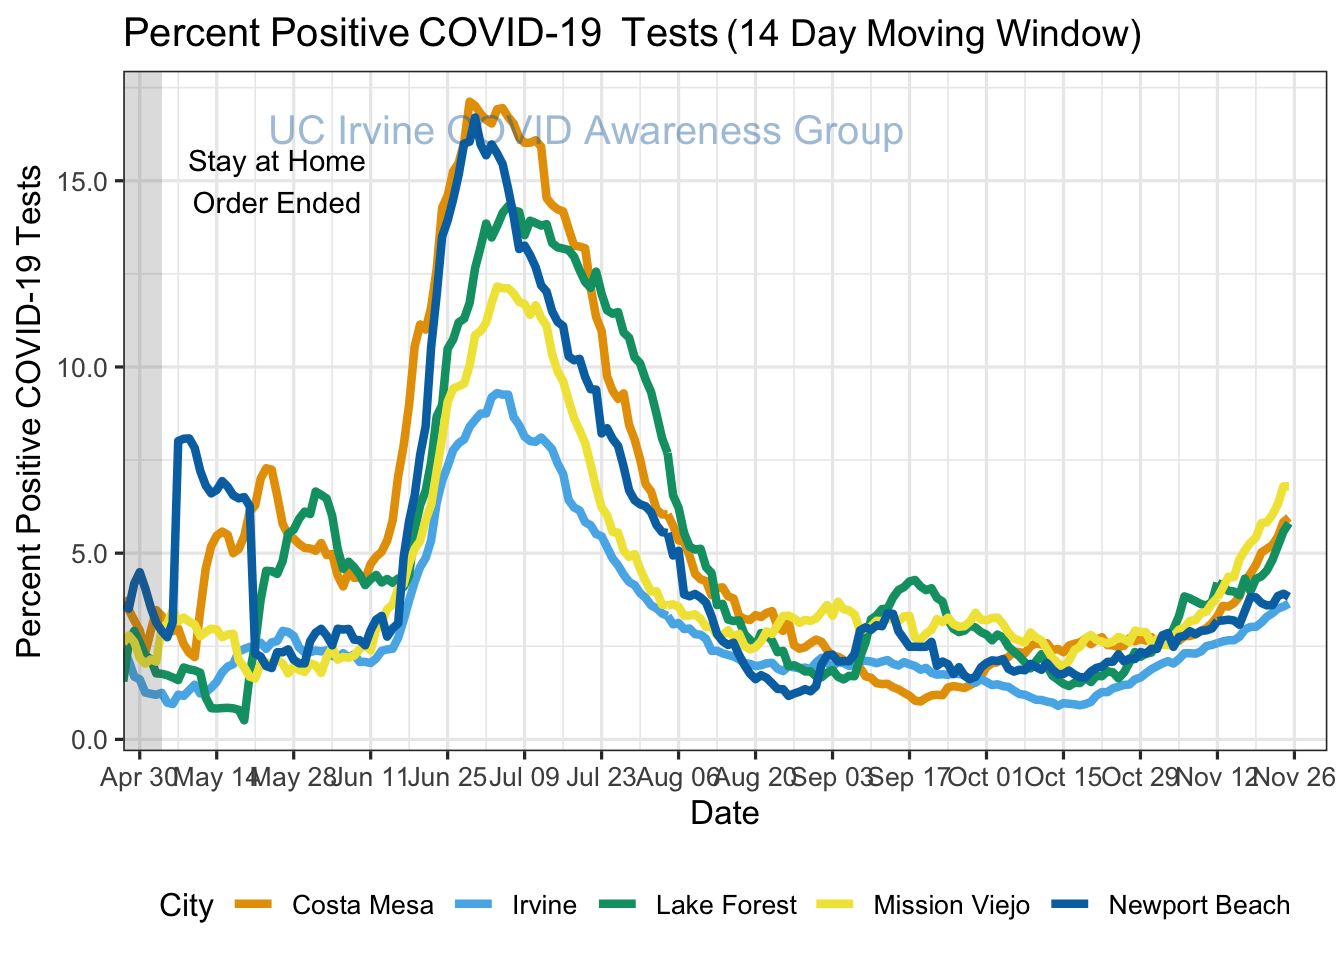 Percent Positive COVID-19 Tests (14 Day Moving Window)
UC Irvine COVID Awareness Group
Stay at Home
Order Ended
Percent Positive COVID-19 Tests
15.0
10.0
5.0
0.0
Apr 30 May 14 May 28 Jun 11 Jun 25 Jul 09 Jul 23 Aug 06 Aug 20 Sep 03 Sep 17 Oct 01 Oct 15 Oct 29 Nov 12 Nov 26
Date
City Costa Mesa Irvine Lake Forest Mission Viejo Newport Beach